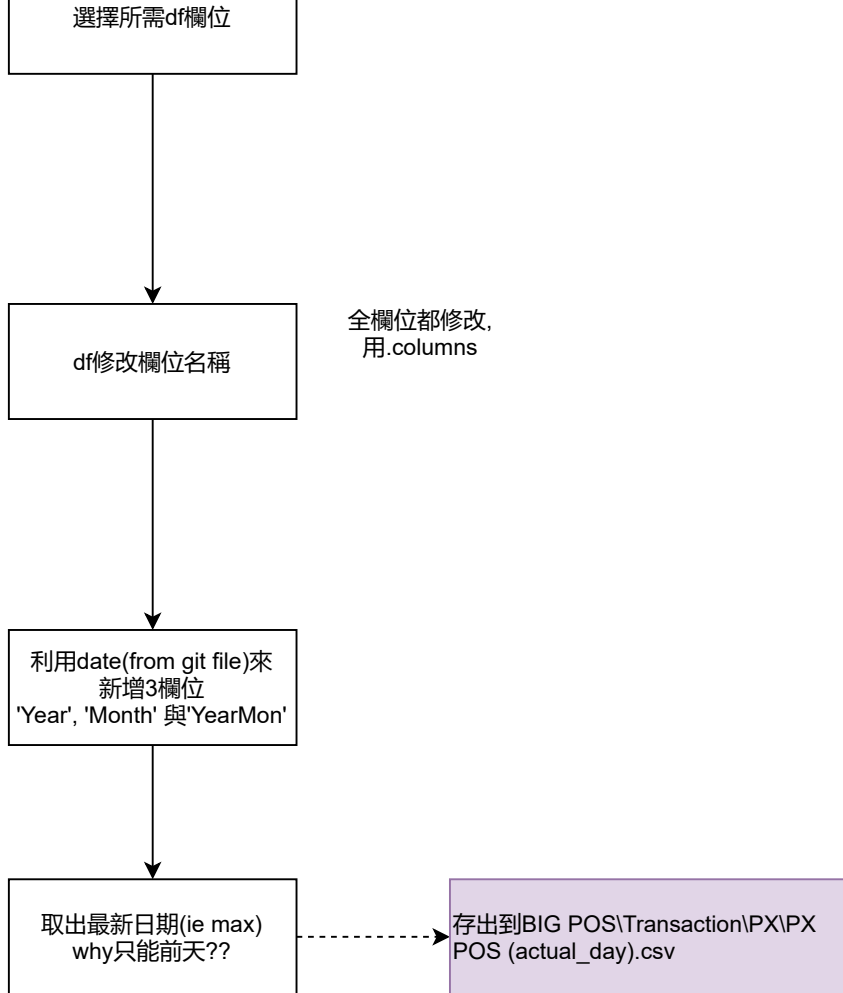 選擇所需df欄位
df修改欄位名稱
全欄位都修改,
用.columns
利用date(from git file)來
新增3欄位
'Year', 'Month' 與'YearMon'
取出最新日期(ie max)
why只能前天??
存出到BIG POS\Transaction\PX\PX
POS (actual_day).csv